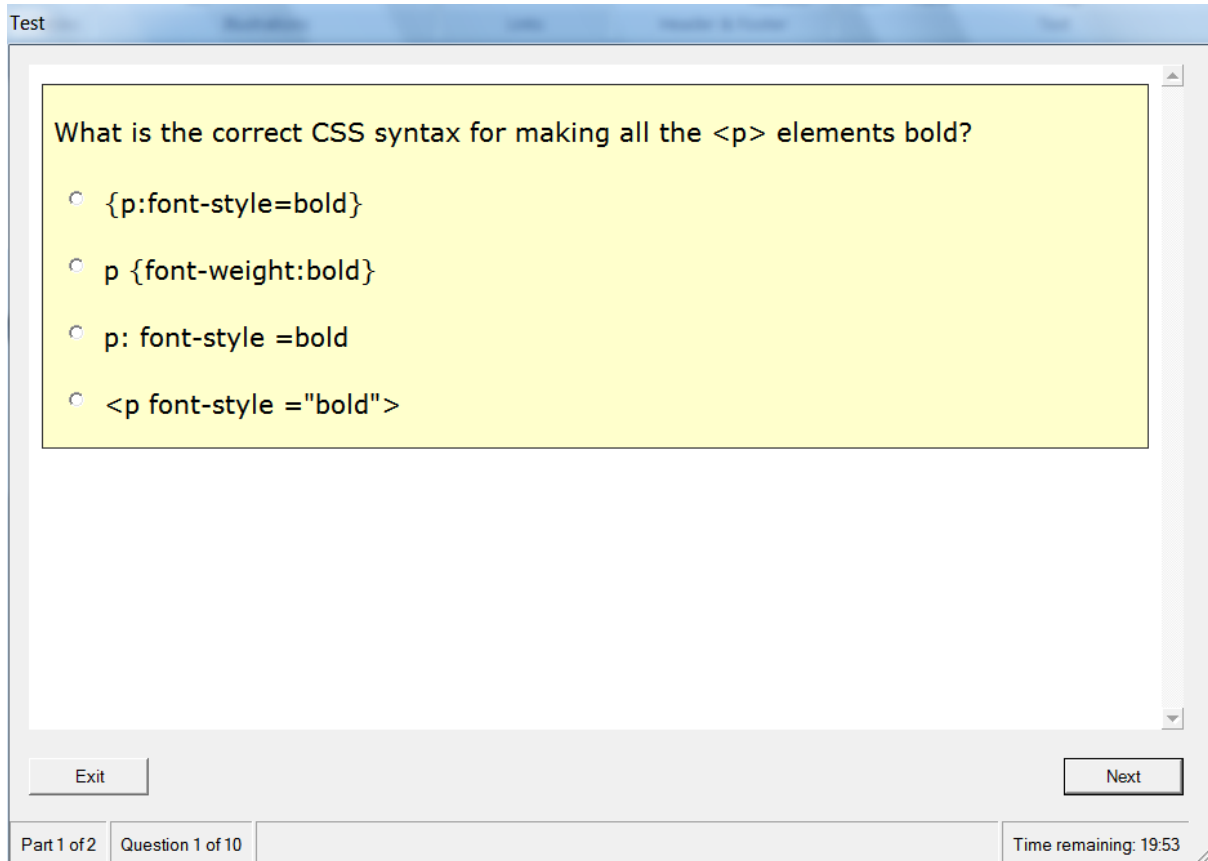 Test
What is the correct CSS syntax for making all the <p> elements bold?
{p:font-style=bold}
p {font-weight:bold}
p: font-style =bold
<p font-style ="bold">
Exit
Next
Part 1 of 2
Question 1 of 10
Time remaining: 19:53